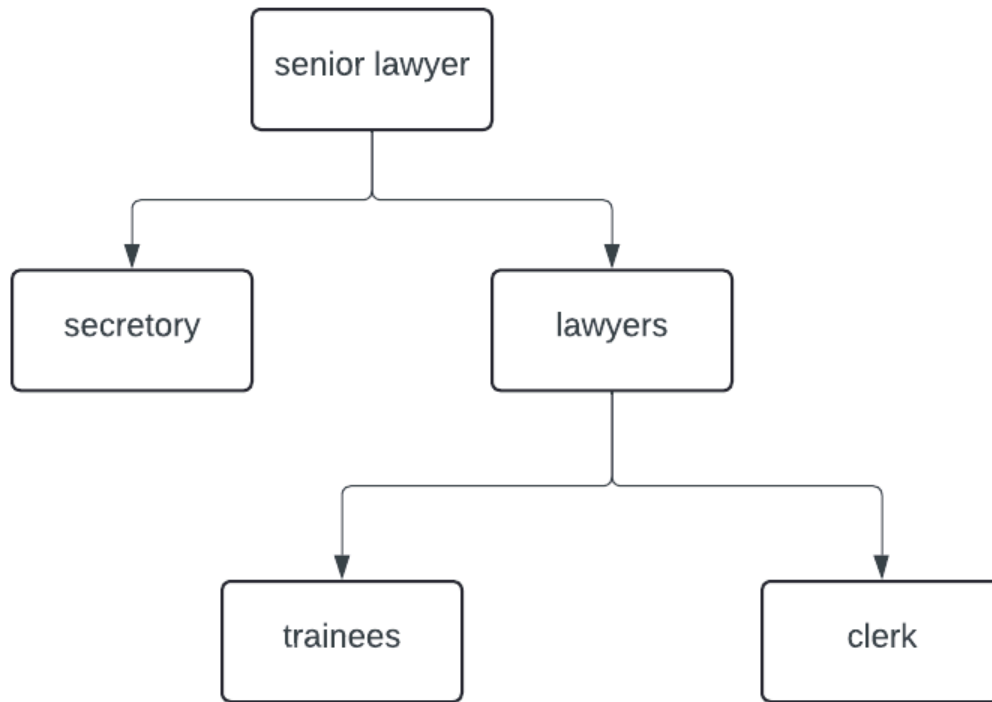 senior lawyer
secretory
lawyers
trainees
clerk